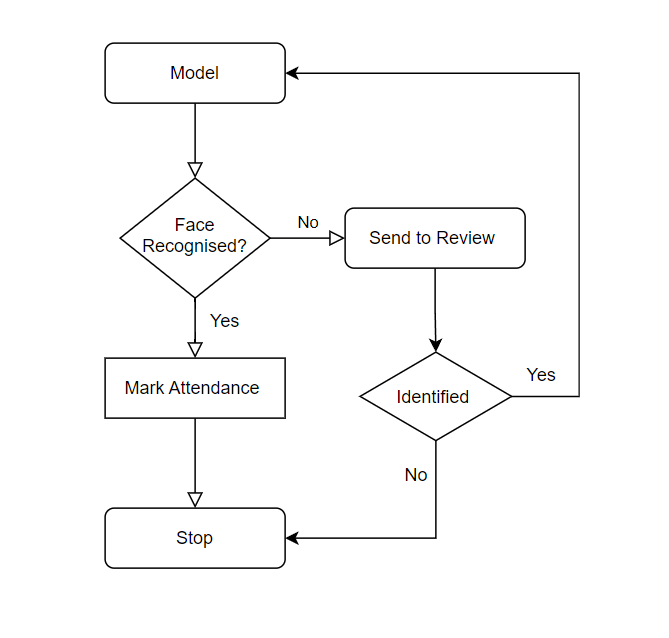 Model
Face
Recognised?
No
Send to Review
Yes
Mark Attendance
Yes
Identified
No
Stop